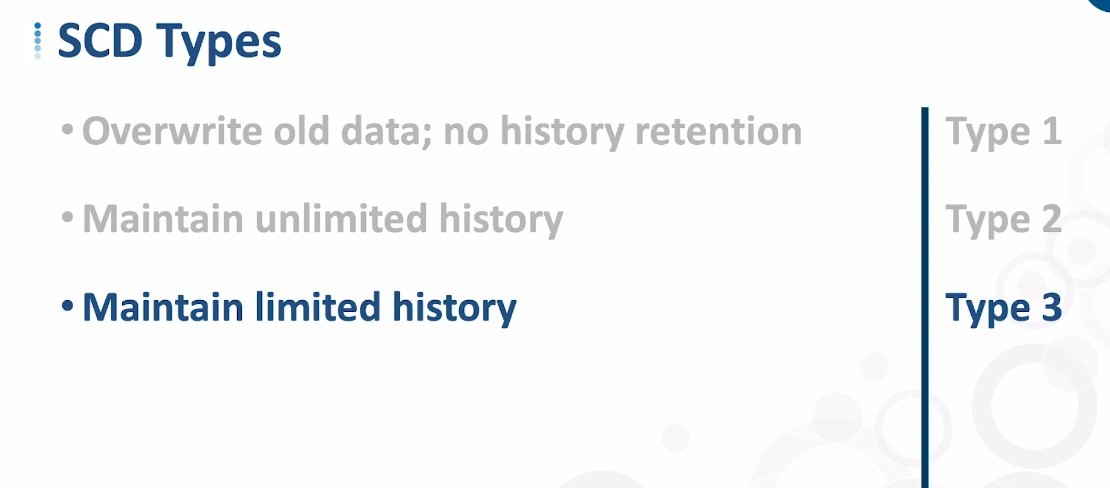 SCD Types
• Overwrite old data; no history retention Type 1
• Maintain unlimited history Type 2
• Maintain limited history Type 3